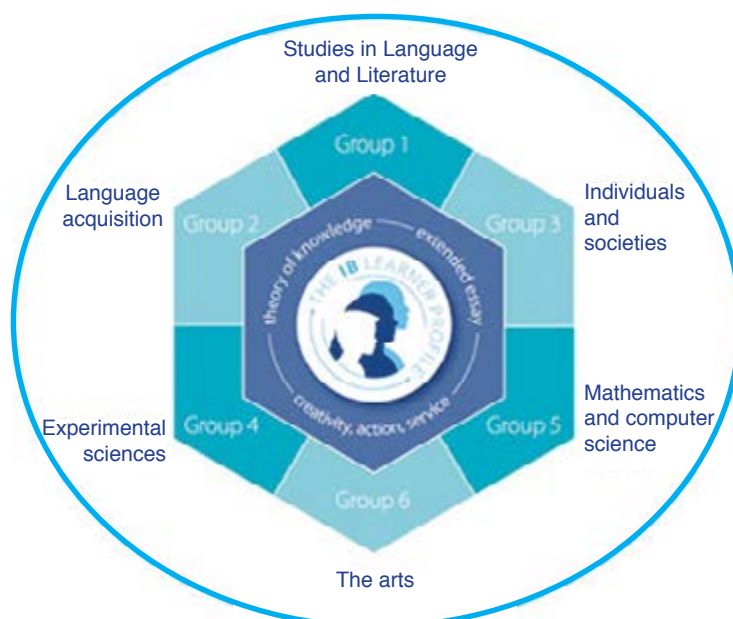 Studies in Language
and Literature
Group 1
Language
acquisition
Group 2
Group 3
Individuals
and
societies
theory of knowledge
extended essay
THE IB LEARNER PROFILE
creativity, action, service
Experimental
sciences
Group 4
Group 5
Mathematics
and computer
science
Group 6
The arts